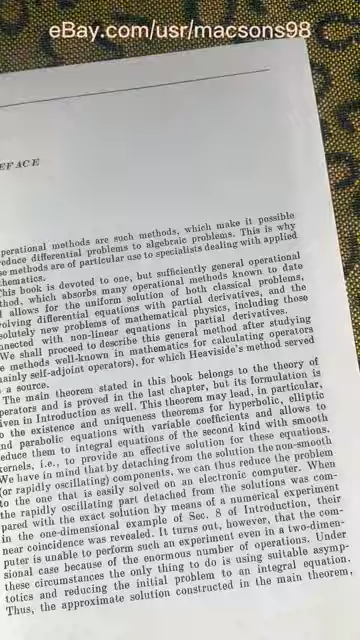 eBay.com/usr/macsons98
EFACE
perational methods are such methods, which make it possible
educe differential problems to algebraic problems. This is why
se methods are of particular use to specialists dealing with applied
thematics.
This book is devoted to one, but sufficiently general operational
thod, which absorbs many operational methods known to date
d allows for the uniform solution of both classical problems,
volving differential equations with partial derivatives, and the
solutely new problems of mathematical physics, including those
nnected with non-linear equations in partial derivatives.
We shall proceed to describe this general method after studying
e methods well-known in mathematics for calculating operators
ainly self-adjoint operators), for which Heaviside's method served
s a source.
The main theorem stated in this book belongs to the theory of
perators and is proved in the last chapter, but its formulation is
iven in Introduction as well. This theorem may lead, in particular,
o the existence and uniqueness theorems for hyperbolic, elliptic
nd parabolic equations with variable coefficients and allows to
educe them to integral equations of the second kind with smooth
ernels, i.e., to provide an effective solution for these equations.
We have in mind that by detaching from the solution the non-smooth
(or rapidly oscillating) components, we can thus reduce the problem
to the one that is easily solved on an electronic computer. When
the rapidly oscillating part detached from the solutions was com-
pared with the exact solution by means of a numerical experiment
in the one-dimensional example of Sec. 8 of Introduction, their
near coincidence was revealed. It turns out, however, that the com-
puter is unable to perform such an experiment even in a two-dimen-
sional case because of the enormous number of operations. Under
these circumstances the only thing to do is using suitable asymp-
totics and reducing the initial problem to an integral equation.
Thus, the approximate solution constructed in the main theorem,